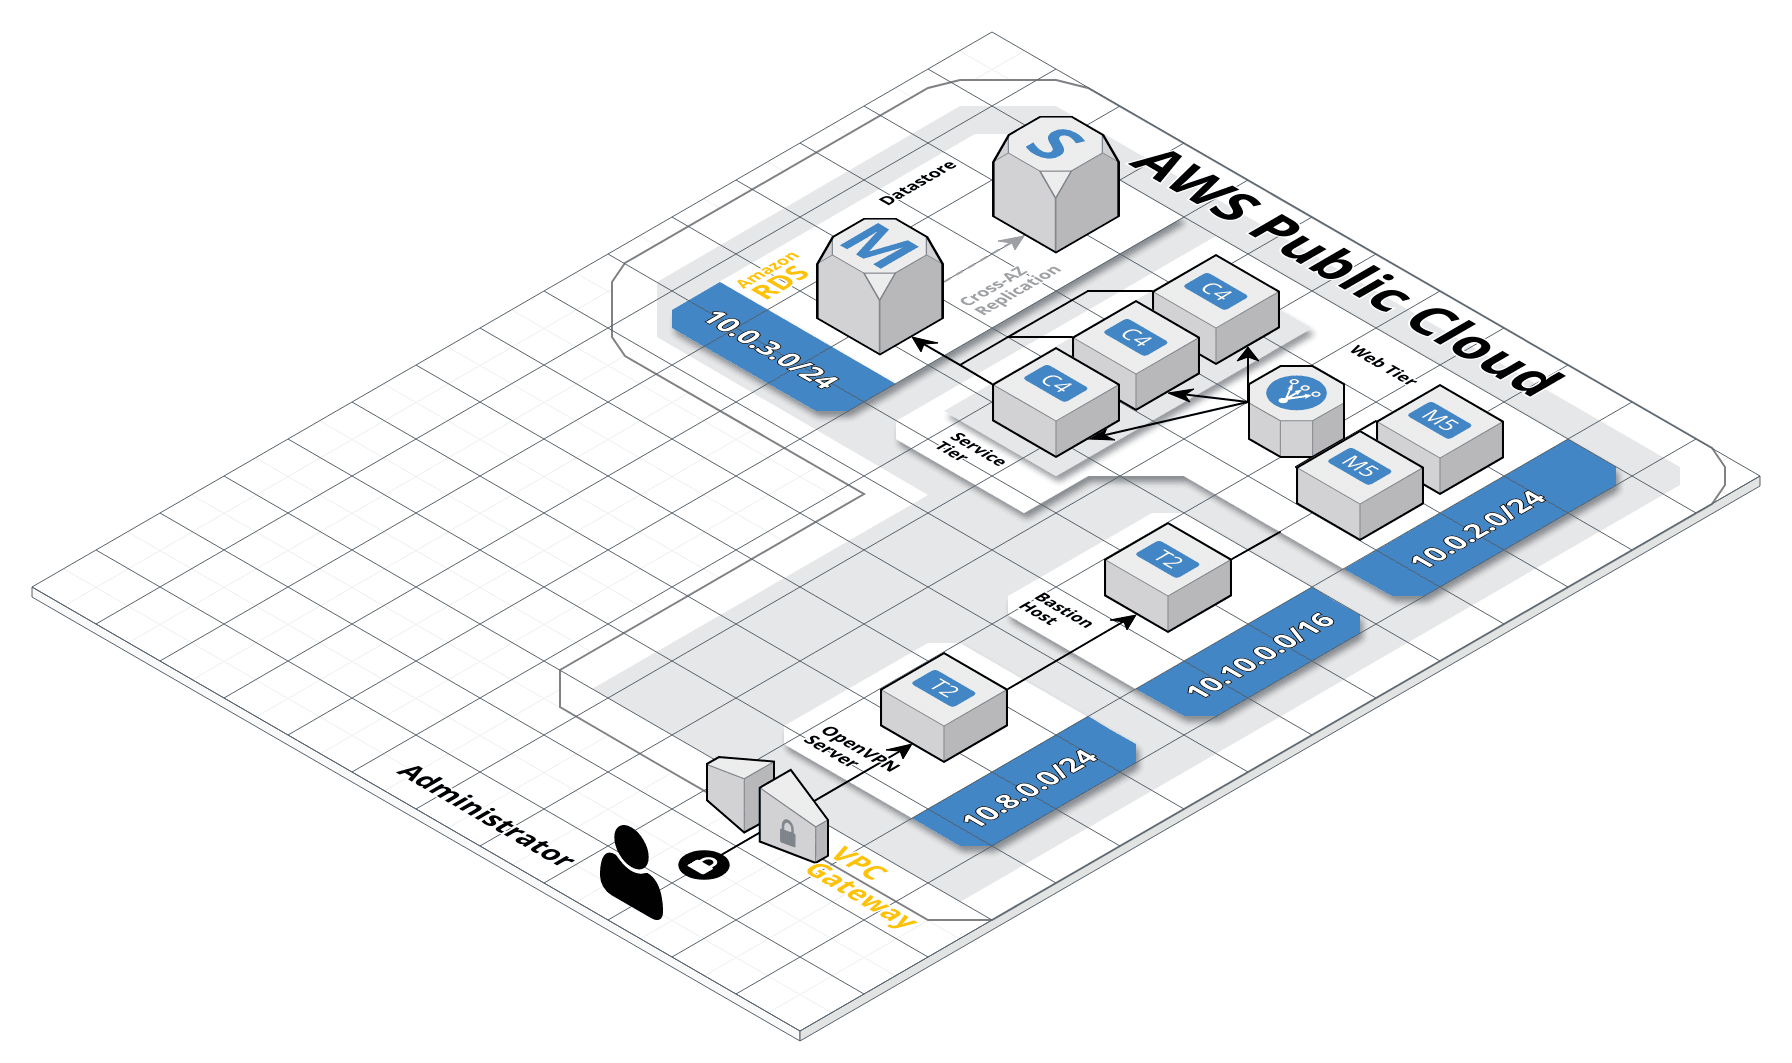 AWS Public Cloud
S
Datastore
M
Amazon
RDS
Cross-AZ
Replication
10.0.3.0/24
C4
C4
C4
Service
Tier
Web Tier
M5
M5
10.0.2.0/24
T2
Bastion
Host
10.10.0.0/16
T2
OpenVPN
Server
10.8.0.0/24
VPC
Gateway
Administrator